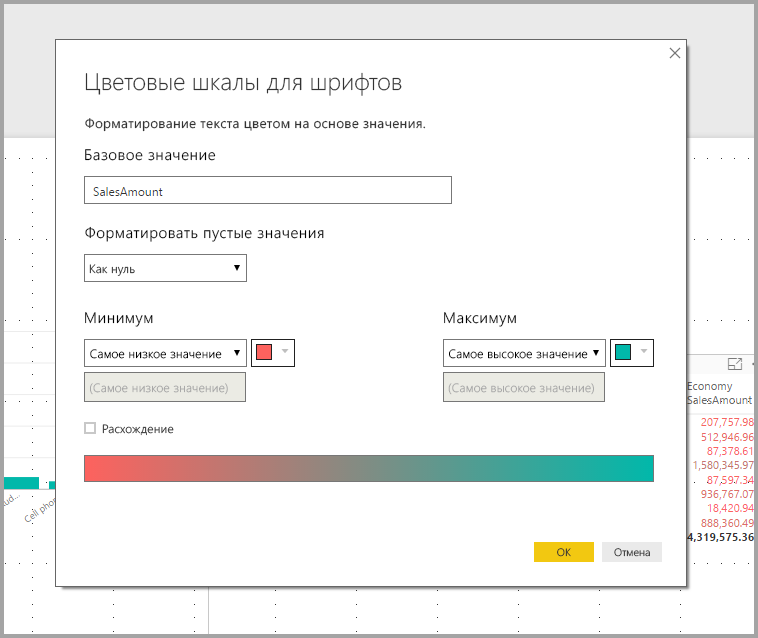 Цветовые шкалы для шрифтов
Форматирование текста цветом на основе значения.
Базовое значение
SalesAmount
Форматировать пустые значения
Как нуль
Минимум
Максимум
Самое низкое значение
Самое высокое значение
(Самое низкое значение)
(Самое высокое значение)
Расхождение
OK
Отмена
Economy
SalesAmount
207,757.98
512,946.96
87,378.61
1,580,345.97
87,597.34
936,767.07
18,420.94
888,360.49
4,319,575.36
Cell